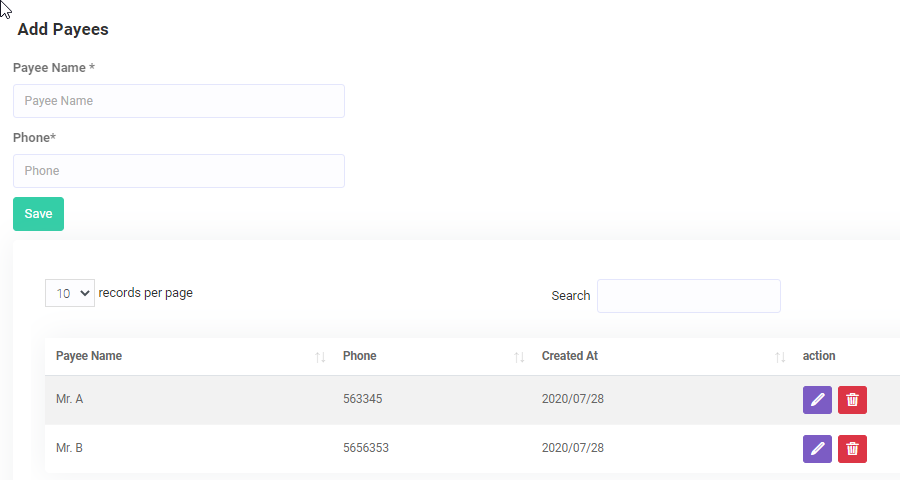 Add Payees
Payee Name *
Payee Name
Phone*
Phone
Save
10 records per page
Search
Payee Name Phone Created At action
Mr. A 563345 2020/07/28
Mr. B 5656353 2020/07/28